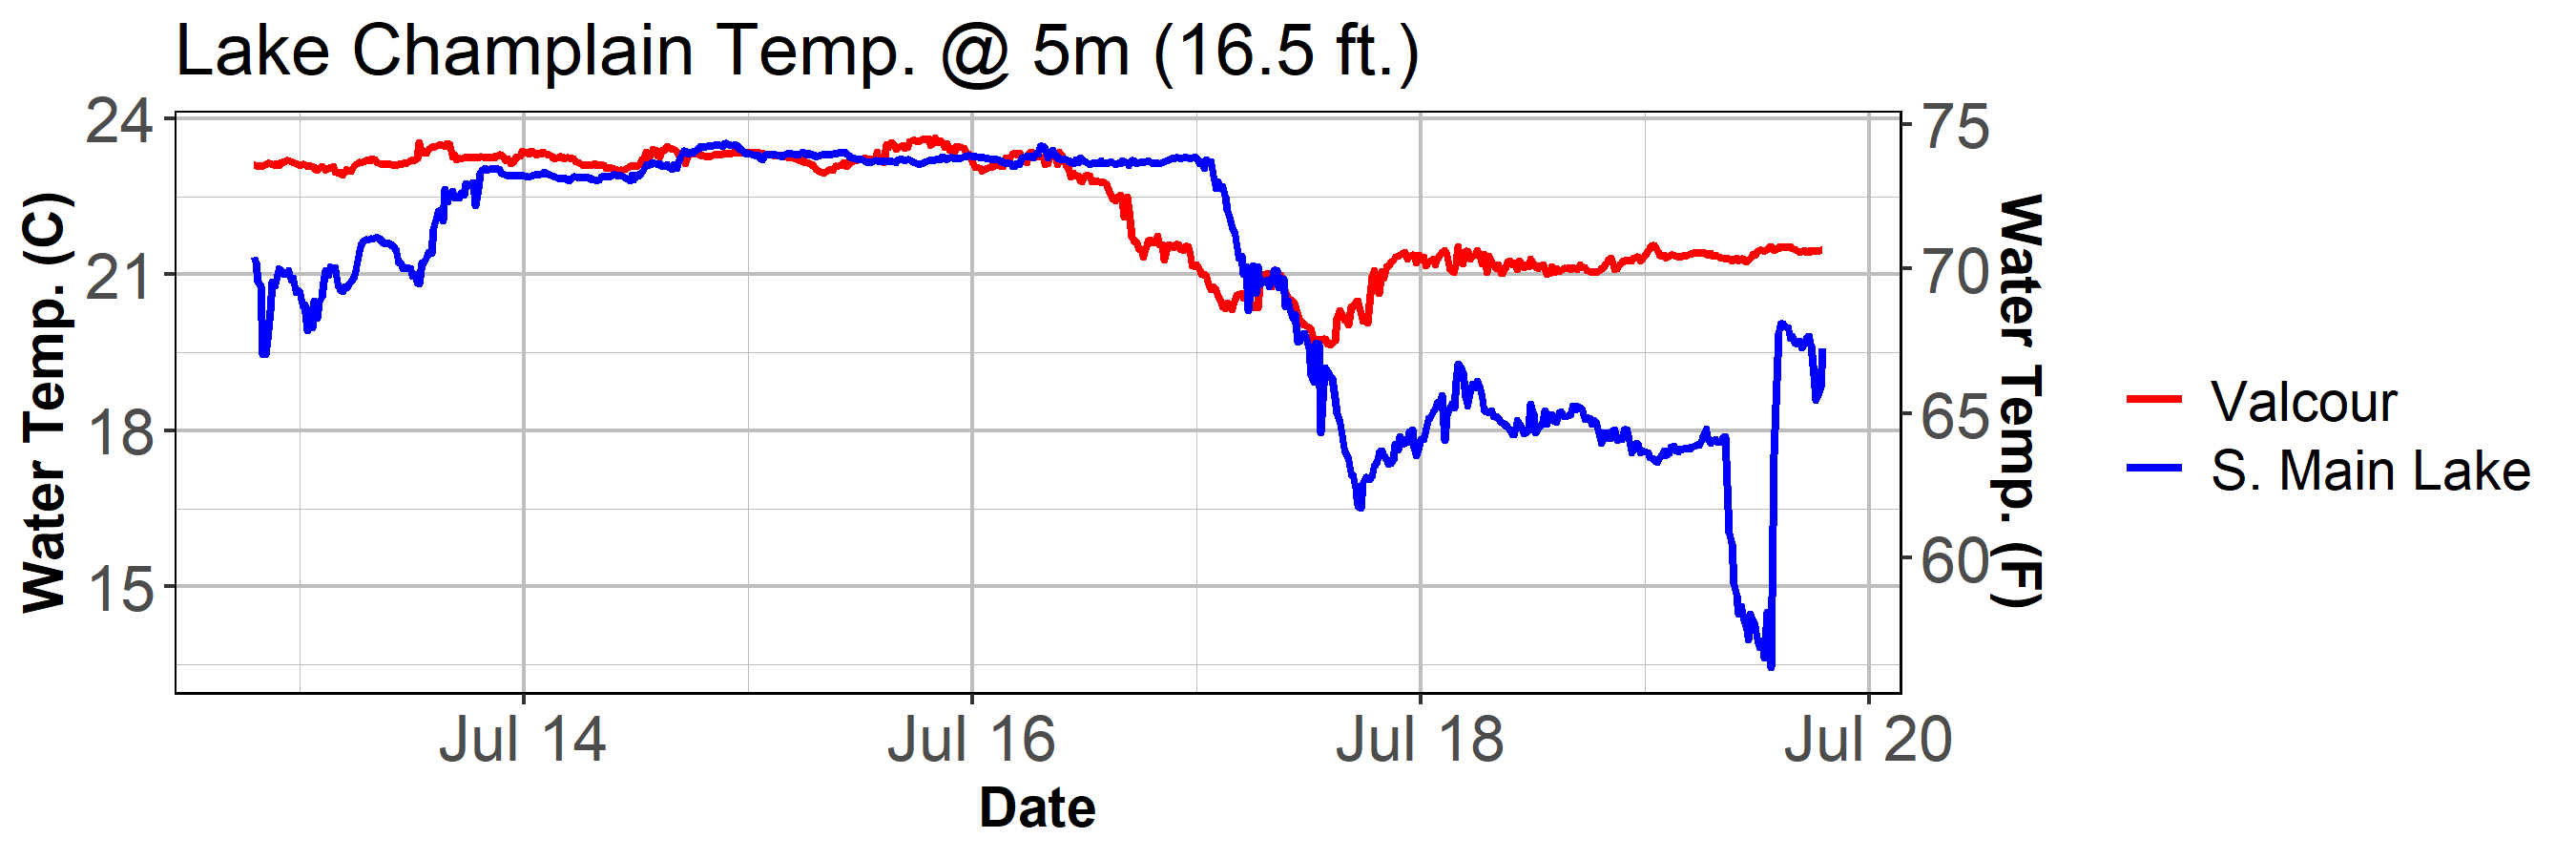 Lake Champlain Temp. @ 5m (16.5 ft.)
Water Temp. (C)
24
21
18
15
75
70
65
60
Water Temp. (F)
Valcour
S. Main Lake
Jul 14
Jul 16
Jul 18
Jul 20
Date